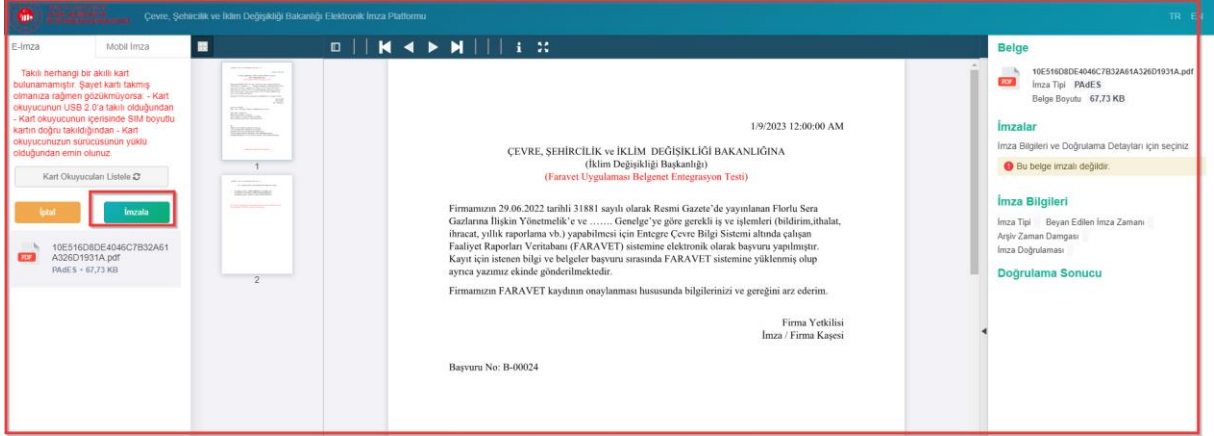 Çevre, Şehircilik ve İklim Değişikliği Bakanlığı Elektronik İmza Platformu
TR EN
E-İmza
Mobil İmza
Takılı herhangi bir akıllı kart
bulunamamıştır. Şayet kartı takmış
olmanıza rağmen gözükmüyorsa: - Kart
okuyucunun USB 2.0'a takılı olduğundan
- Kart okuyucunun içerisinde SIM boyutlu
kartın doğru takıldığından - Kart
okuyucunuzun sürücüsünün yüklü
olduğundan emin olunuz.
Kart Okuyucuları Listele
İptal
İmzala
10E516D8DE4046C7B32A61
A326D1931A.pdf
PAdES - 67,73 KB
1
2
1/9/2023 12:00:00 AM
ÇEVRE, ŞEHİRCİLİK ve İKLİM DEĞİŞİKLİĞİ BAKANLIĞINA
(İklim Değişikliği Başkanlığı)
(Faravet Uygulaması Belgenet Entegrasyon Testi)
Firmamızın 29.06.2022 tarihli 31881 sayılı olarak Resmi Gazete'de yayınlanan Florlu Sera
Gazlarına İlişkin Yönetmelik'e ve ……. Genelge'ye göre gerekli iş ve işlemleri (bildirim,ithalat,
ihracat, yıllık raporlama vb.) yapabilmesi için Entegre Çevre Bilgi Sistemi altında çalışan
Faaliyet Raporları Veritabanı (FARAVET) sistemine elektronik olarak başvuru yapılmıştır.
Kayıt için istenen bilgi ve belgeler başvuru sırasında FARAVET sistemine yüklenmiş olup
ayrıca yazımız ekinde gönderilmektedir.
Firmamızın FARAVET kaydının onaylanması hususunda bilgilerinizi ve gereğini arz ederim.
Firma Yetkilisi
İmza / Firma Kaşesi
Başvuru No: B-00024
Belge
10E516D8DE4046C7B32A61A326D1931A.pdf
İmza Tipi PAdES
Belge Boyutu 67,73 KB
İmzalar
İmza Bilgileri ve Doğrulama Detayları için seçiniz
Bu belge imzalı değildir.
İmza Bilgileri
İmza Tipi Beyan Edilen İmza Zamanı
Arşiv Zaman Damgası
İmza Doğrulaması
Doğrulama Sonucu